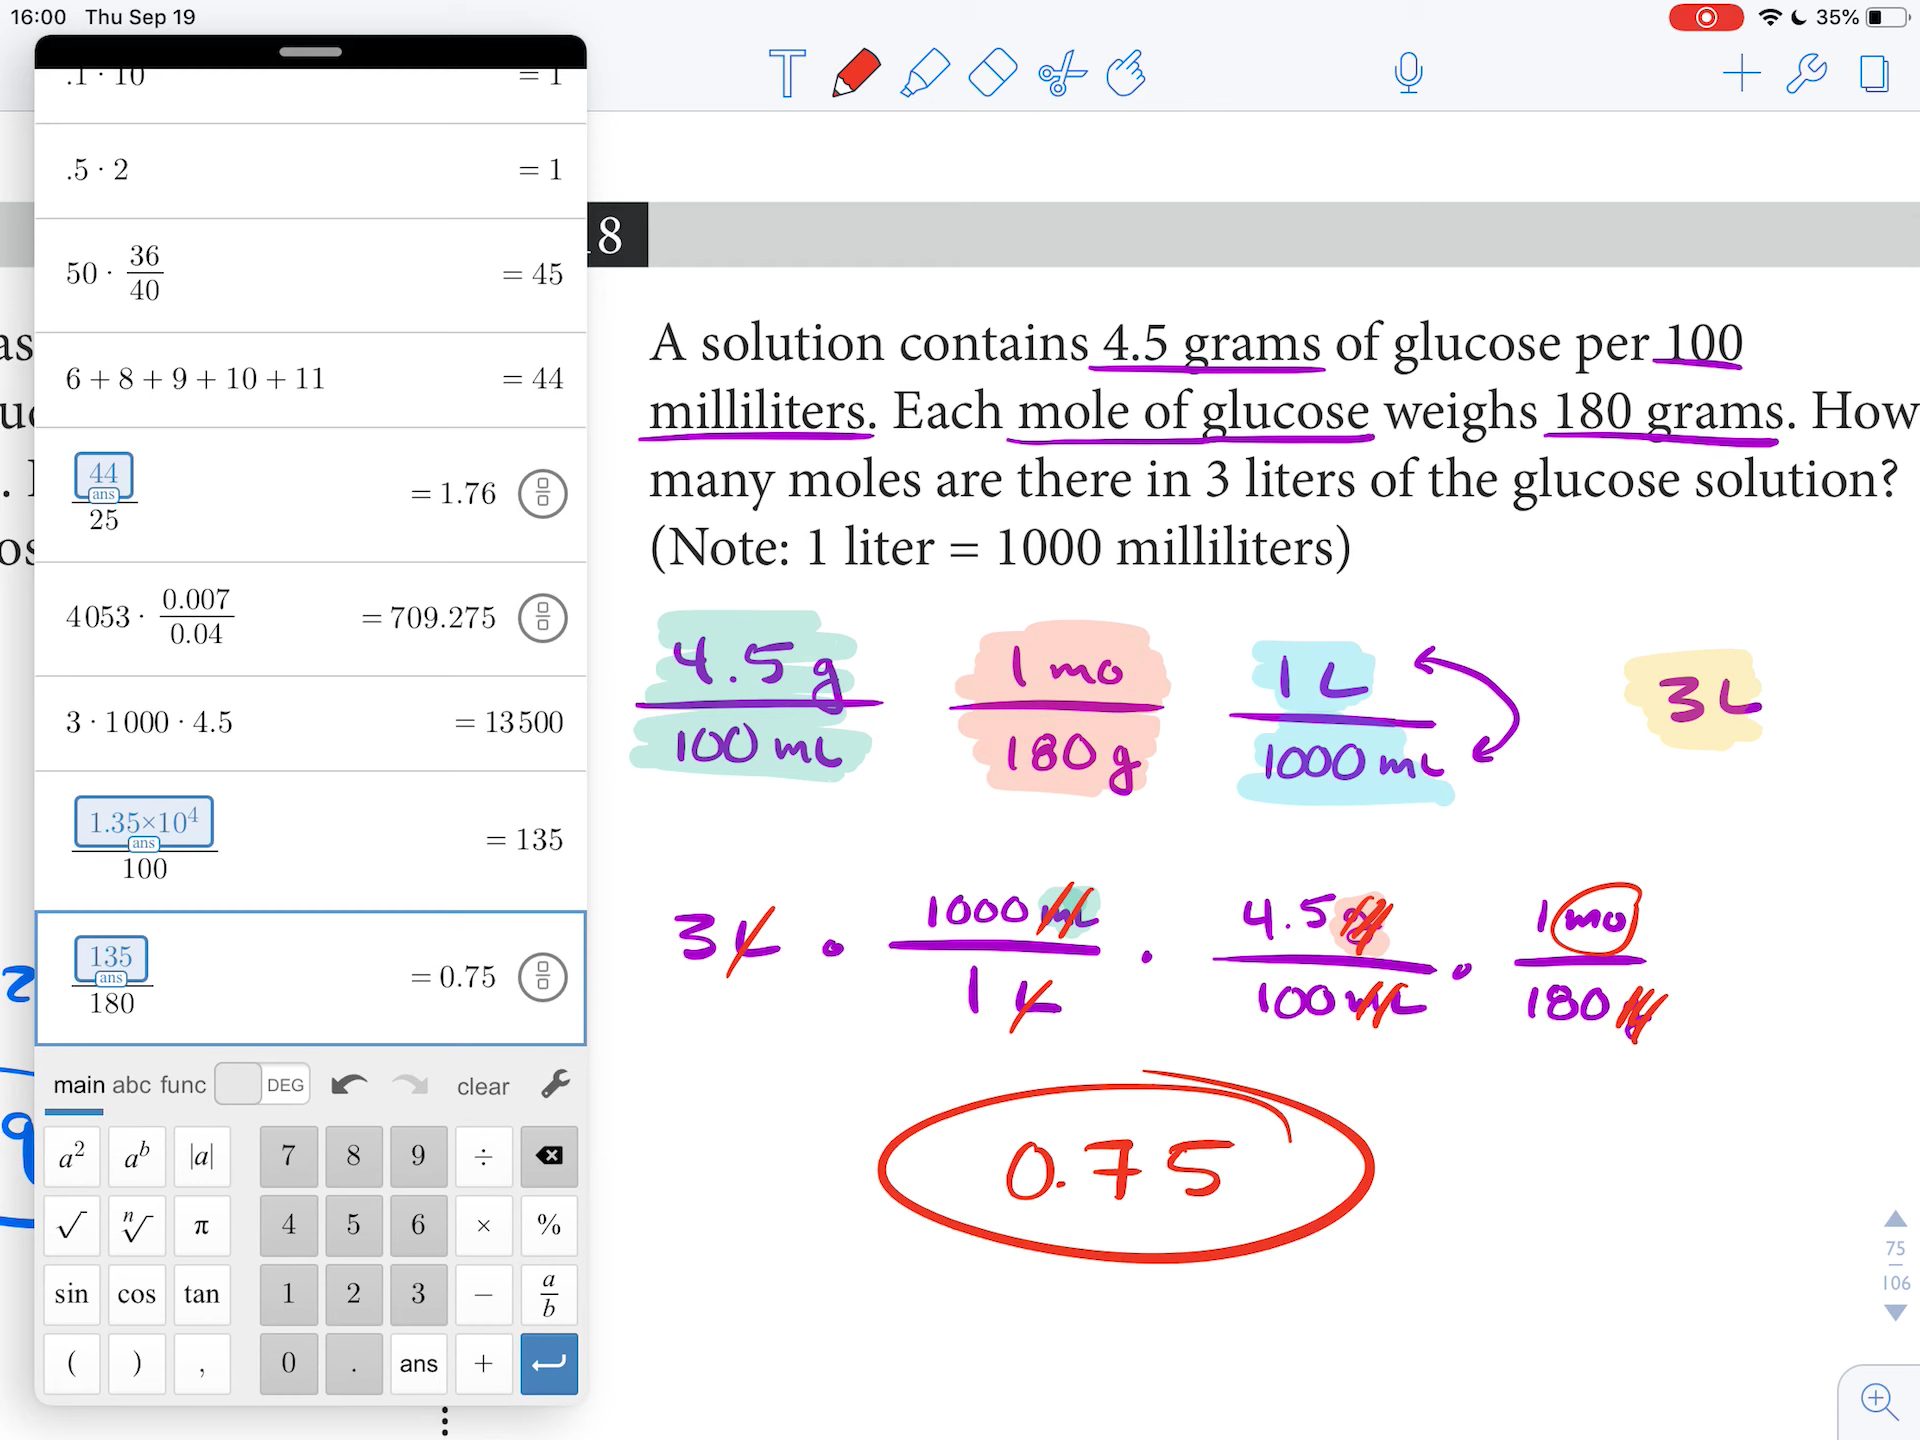 16:00 Thu Sep 19
35%
.1 · 10 = 1
.5 · 2 = 1
50 · 36/40 = 45
6 + 8 + 9 + 10 + 11 = 44
44 ans / 25 = 1.76
4053 · 0.007/0.04 = 709.275
3 · 1000 · 4.5 = 13500
1.35×10⁴ ans / 100 = 135
135 ans / 180 = 0.75
main abc func DEG clear
a² aᵇ |a| 7 8 9 ÷
√ ⁿ√ π 4 5 6 × %
sin cos tan 1 2 3 − a/b
( ) , 0 . ans +
8
A solution contains 4.5 grams of glucose per 100
milliliters. Each mole of glucose weighs 180 grams. How
many moles are there in 3 liters of the glucose solution?
(Note: 1 liter = 1000 milliliters)
4.5 g / 100 mL 1 mo / 180 g 1 L / 1000 mL 3L
3L · 1000 mL / 1 L · 4.5 g / 100 mL · 1 mo / 180 g
0.75
75
106